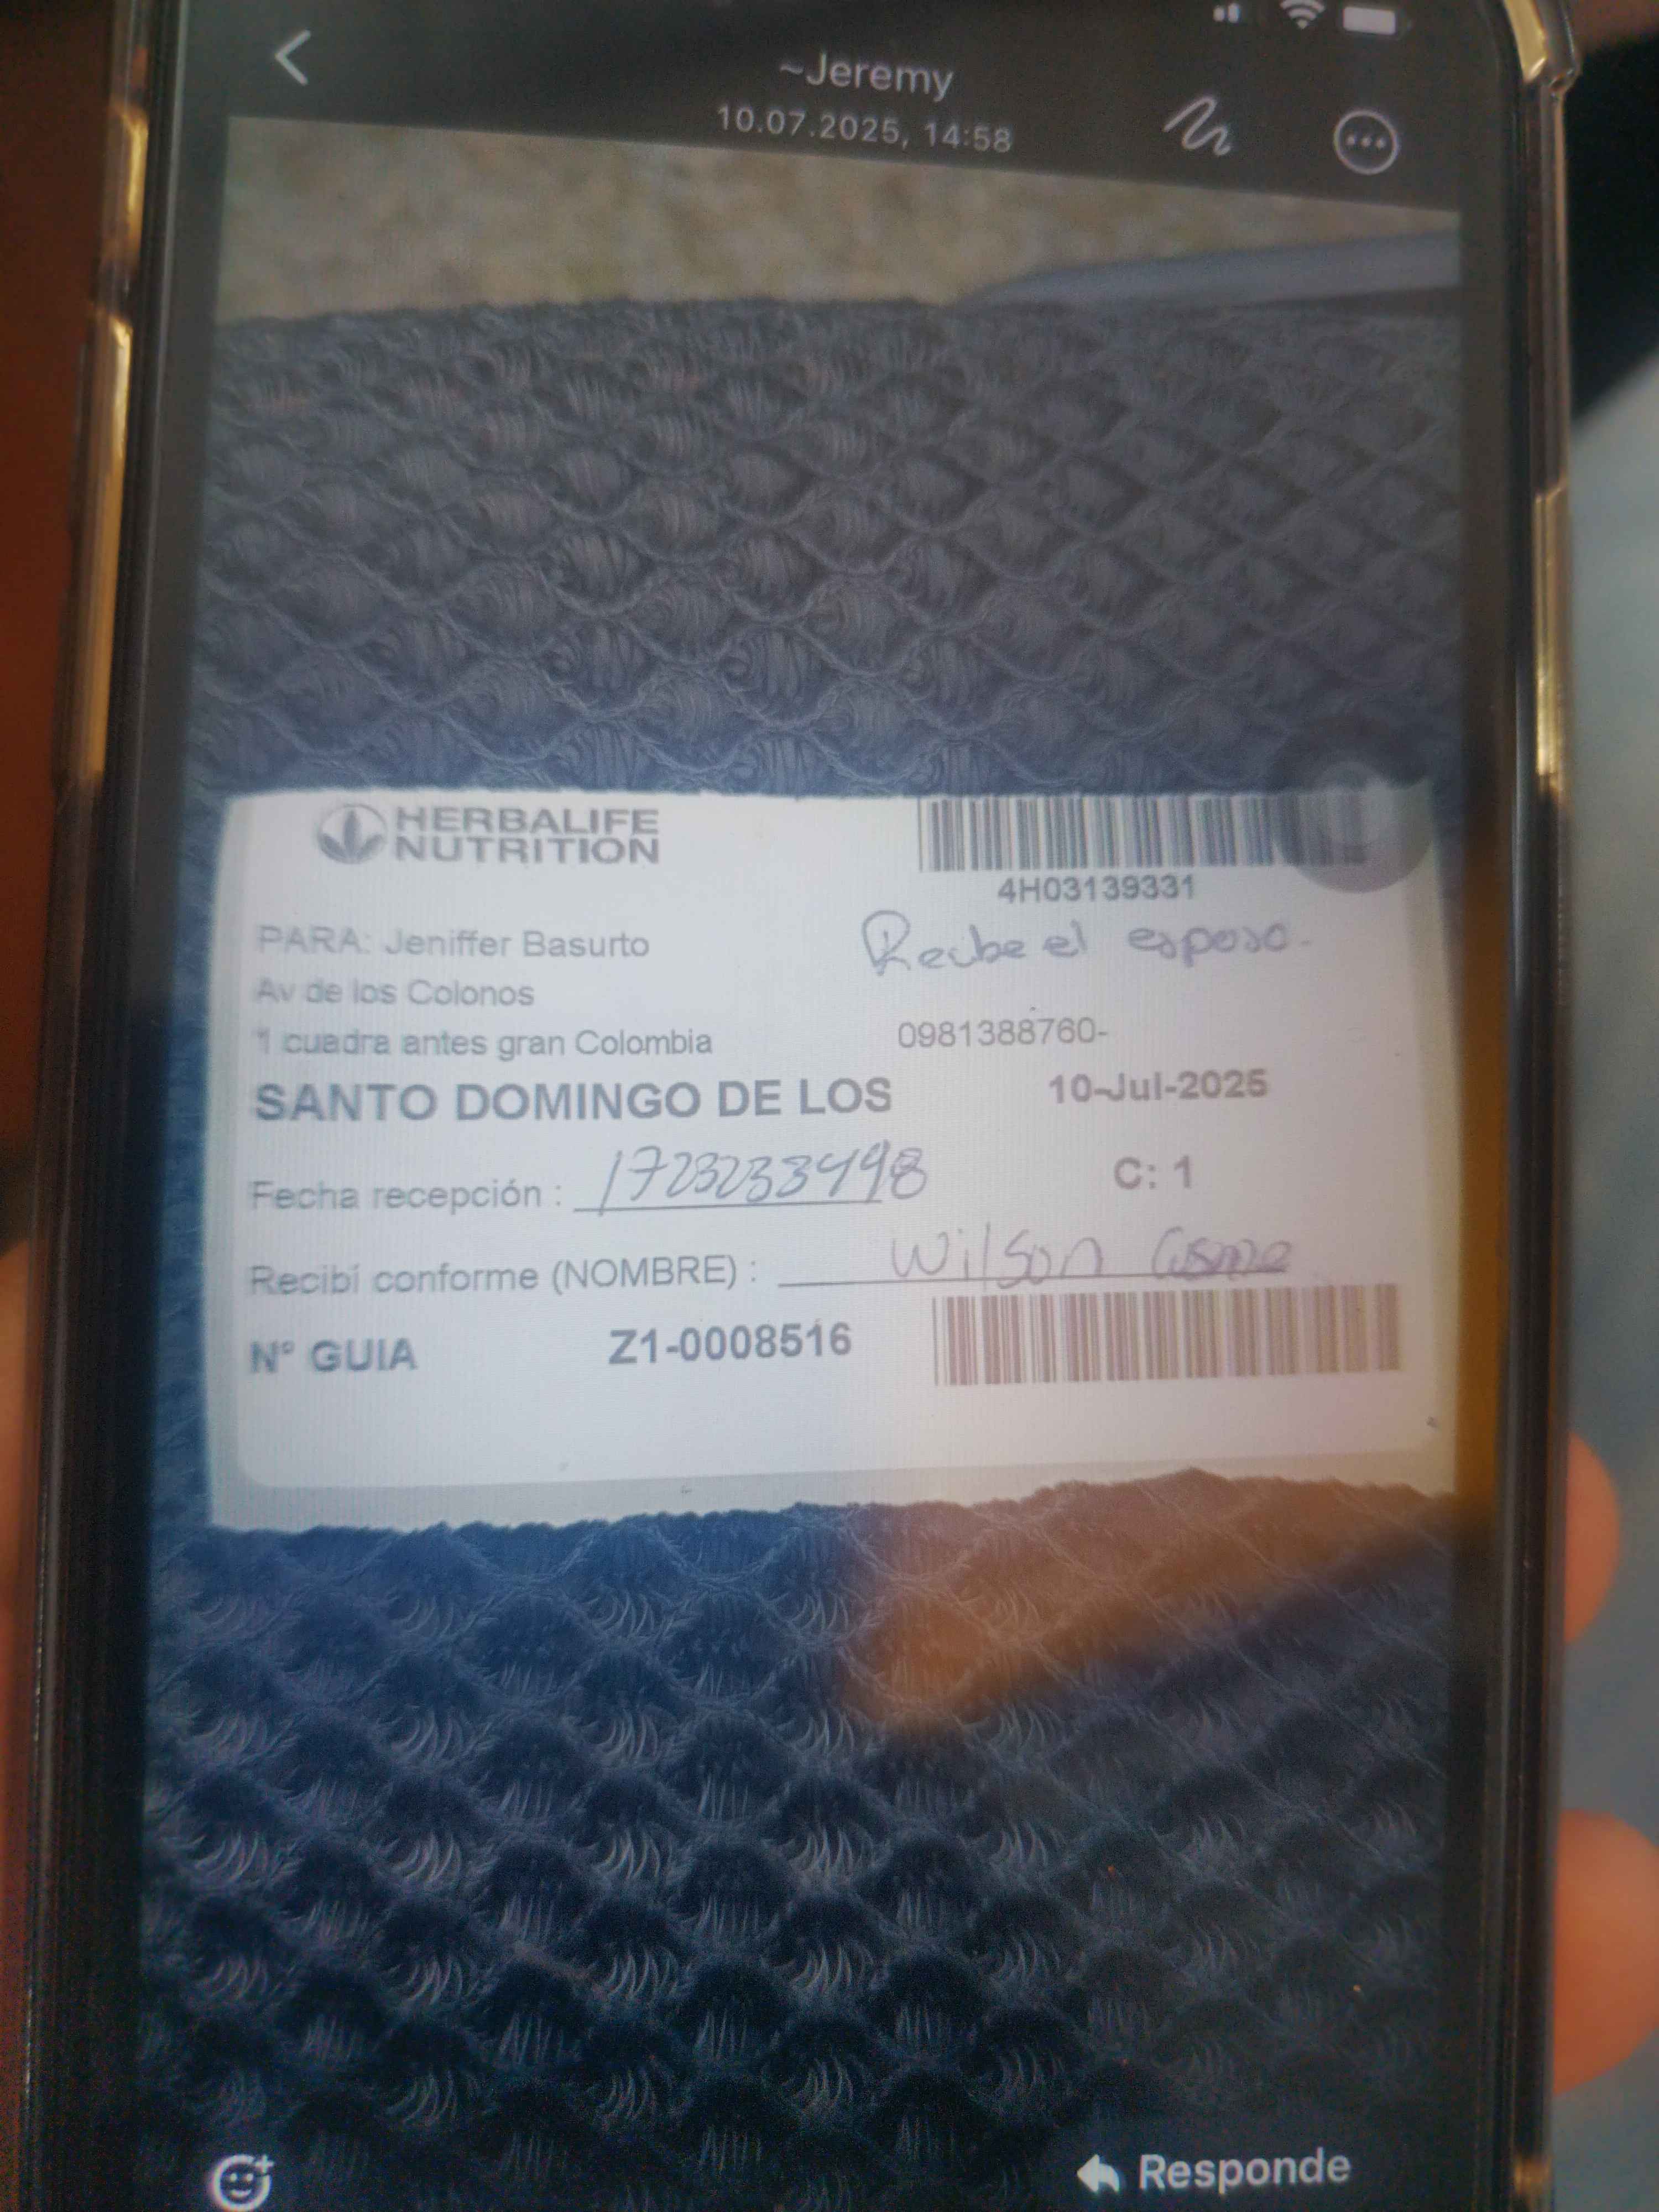 ~Jeremy
10.07.2025, 14:58
HERBALIFE
NUTRITION
4H03139331
PARA: Jeniffer Basurto
Recibe el esposo.
Av de los Colonos
1 cuadra antes gran Colombia
0981388760-
SANTO DOMINGO DE LOS
10-Jul-2025
Fecha recepción : 1723233498
C: 1
Recibí conforme (NOMBRE) : Wilson
N° GUIA Z1-0008516
Responde